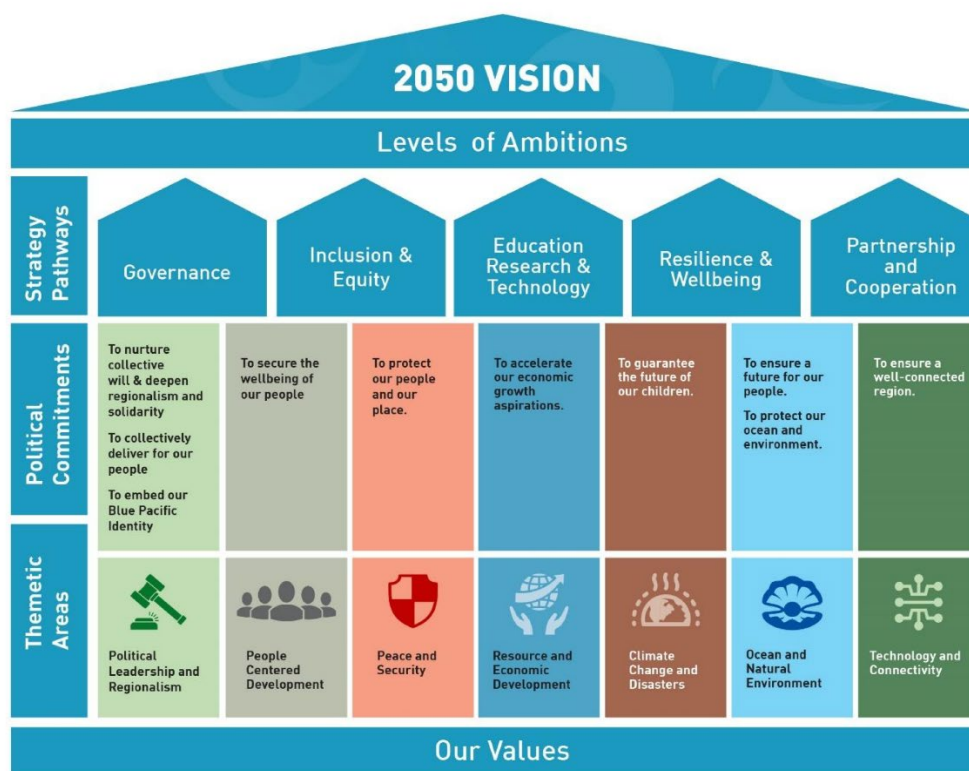 2050 VISION
Levels of Ambitions
Strategy
Pathways
Governance
Inclusion &
Equity
Education
Research &
Technology
Resilience &
Wellbeing
Partnership
and
Cooperation
Political
Commitments
To nurture
collective
will & deepen
regionalism and
solidarity
To collectively
deliver for our
people
To embed our
Blue Pacific
Identity
To secure the
wellbeing of
our people
To protect
our people
and our
place.
To accelerate
our economic
growth
aspirations.
To guarantee
the future of
our children.
To ensure a
future for our
people.
To protect our
ocean and
environment.
To ensure a
well-connected
region.
Themetic
Areas
Political
Leadership and
Regionalism
People
Centered
Development
Peace and
Security
Resource and
Economic
Development
Climate
Change and
Disasters
Ocean and
Natural
Environment
Technology and
Connectivity
Our Values